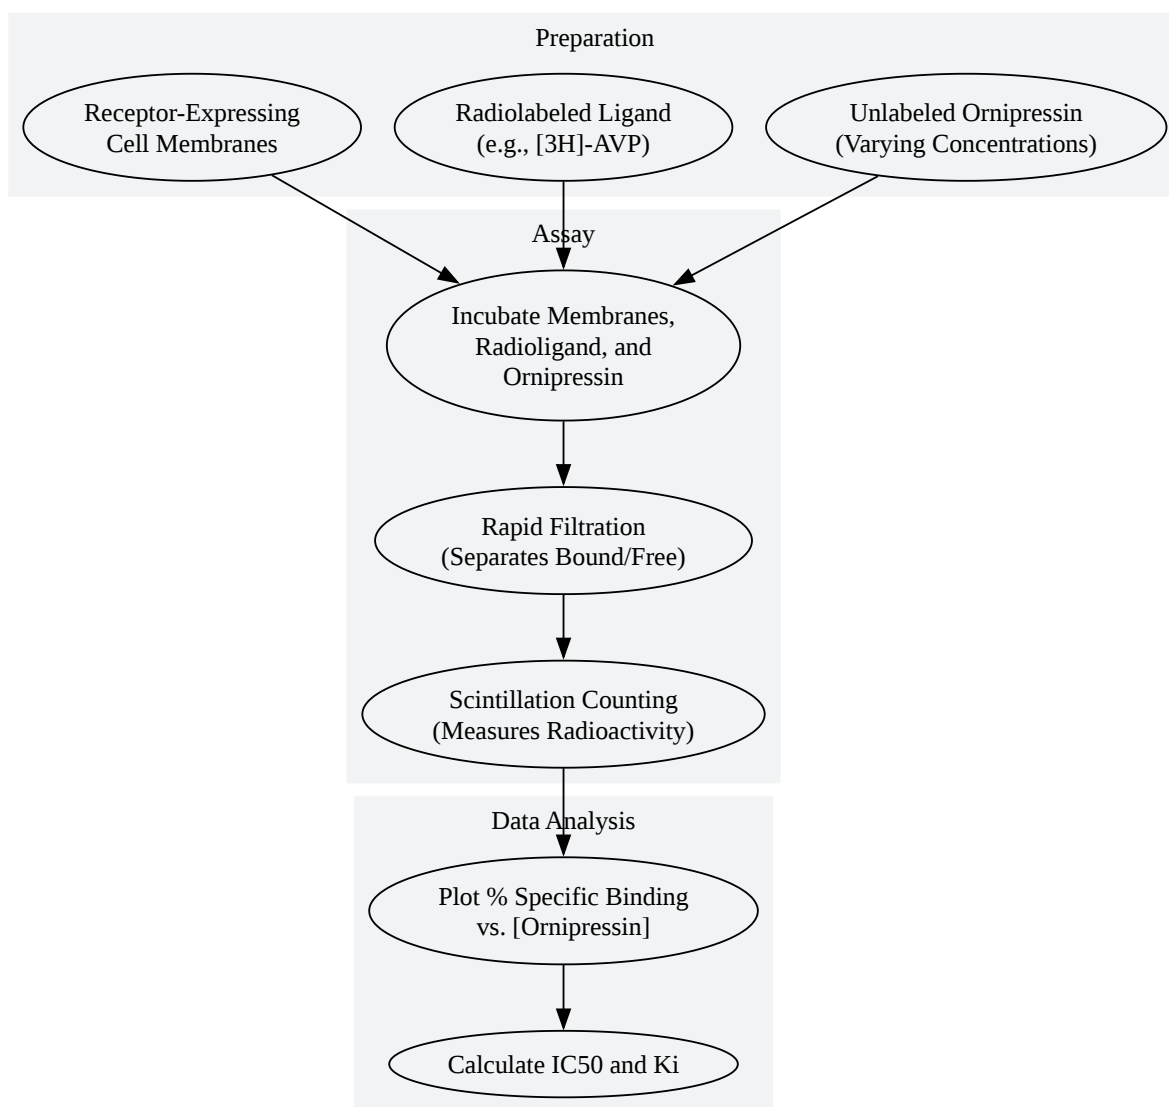 Preparation
Receptor-Expressing
Cell Membranes
Radiolabeled Ligand
(e.g., [3H]-AVP)
Unlabeled Ornipressin
(Varying Concentrations)
Assay
Incubate Membranes,
Radioligand, and
Ornipressin
Rapid Filtration
(Separates Bound/Free)
Scintillation Counting
(Measures Radioactivity)
Data Analysis
Plot % Specific Binding
vs. [Ornipressin]
Calculate IC50 and Ki